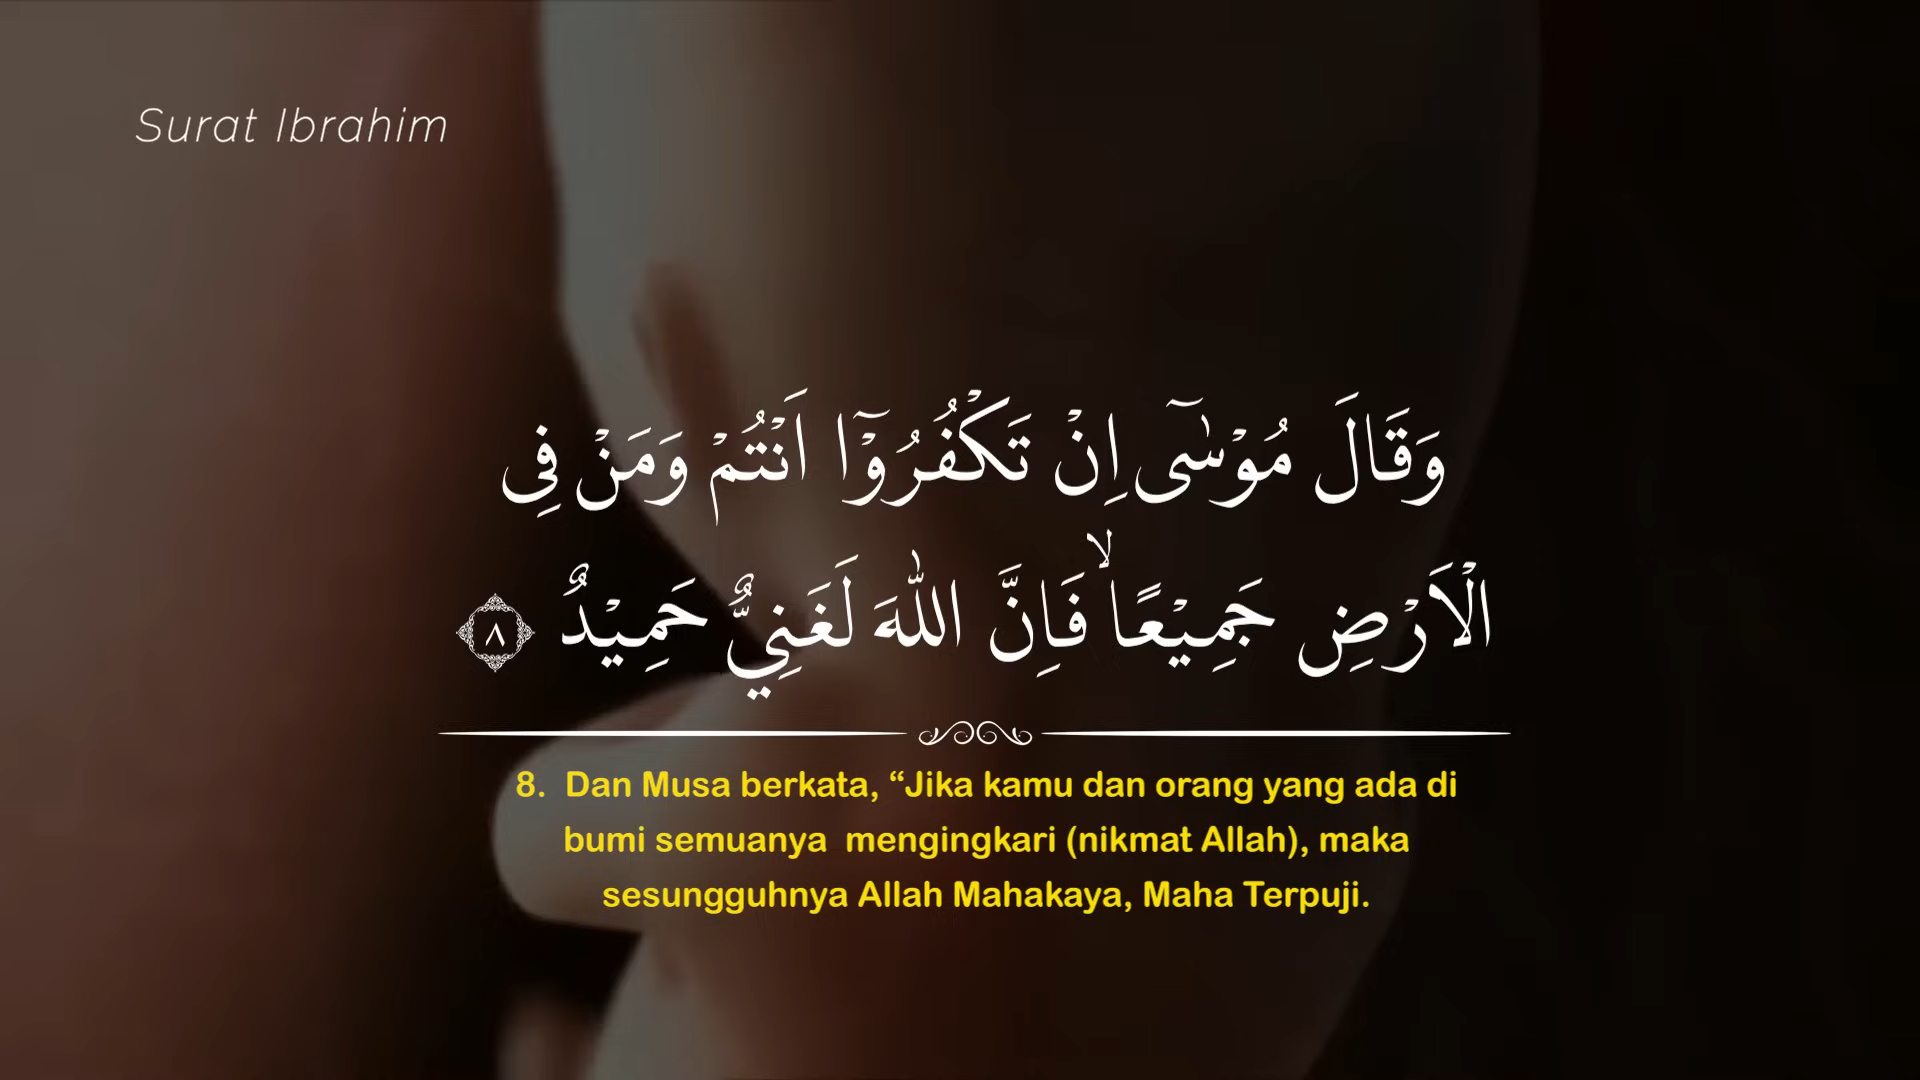 Surat Ibrahim
وَقَالَ مُوْسٰٓى اِنْ تَكْفُرُوْٓا اَنْتُمْ وَمَنْ فِى
الْاَرْضِ جَمِيْعًا ۙ فَاِنَّ اللّٰهَ لَغَنِيٌّ حَمِيْدٌ ٨
8. Dan Musa berkata, “Jika kamu dan orang yang ada di
bumi semuanya mengingkari (nikmat Allah), maka
sesungguhnya Allah Mahakaya, Maha Terpuji.